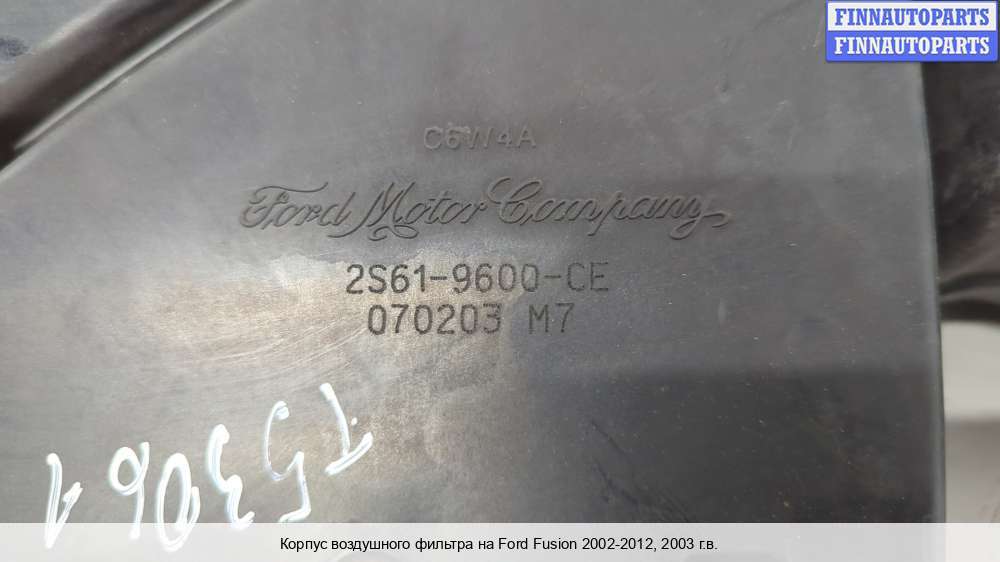 FINNAUTOPARTS
FINNAUTOPARTS
C6W4A
Ford Motor Company
2S61-9600-CE
070203 M7
Корпус воздушного фильтра на Ford Fusion 2002-2012, 2003 г.в.